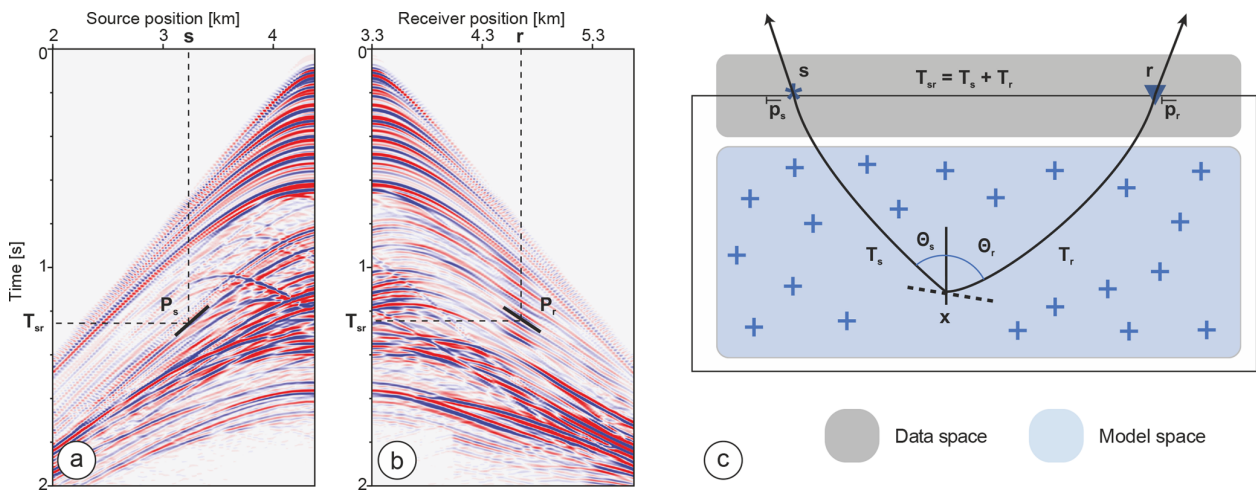 Source position [km]
2 3 s 4
0
1
2
Time [s]
T_sr
P_s
a
Receiver position [km]
3.3 4.3 r 5.3
0
1
2
T_sr
P_r
b
s r
T_sr = T_s + T_r
p_s p_r
Θ_s Θ_r
T_s T_r
x
c
Data space
Model space